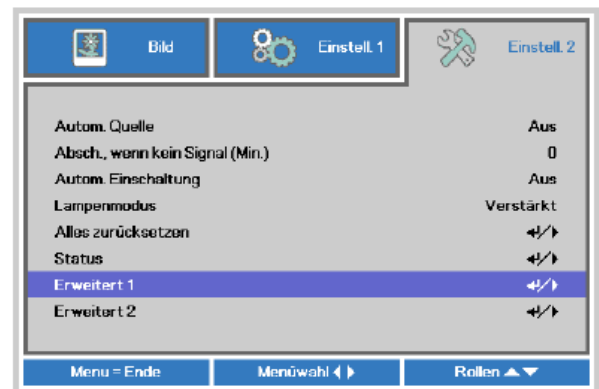 Bild Einstell. 1 Einstell. 2
Autom. Quelle Aus
Absch., wenn kein Signal (Min.) 0
Autom. Einschaltung Aus
Lampenmodus Verstärkt
Alles zurücksetzen
Status
Erweitert 1
Erweitert 2
Menu = Ende Menüwahl Rollen